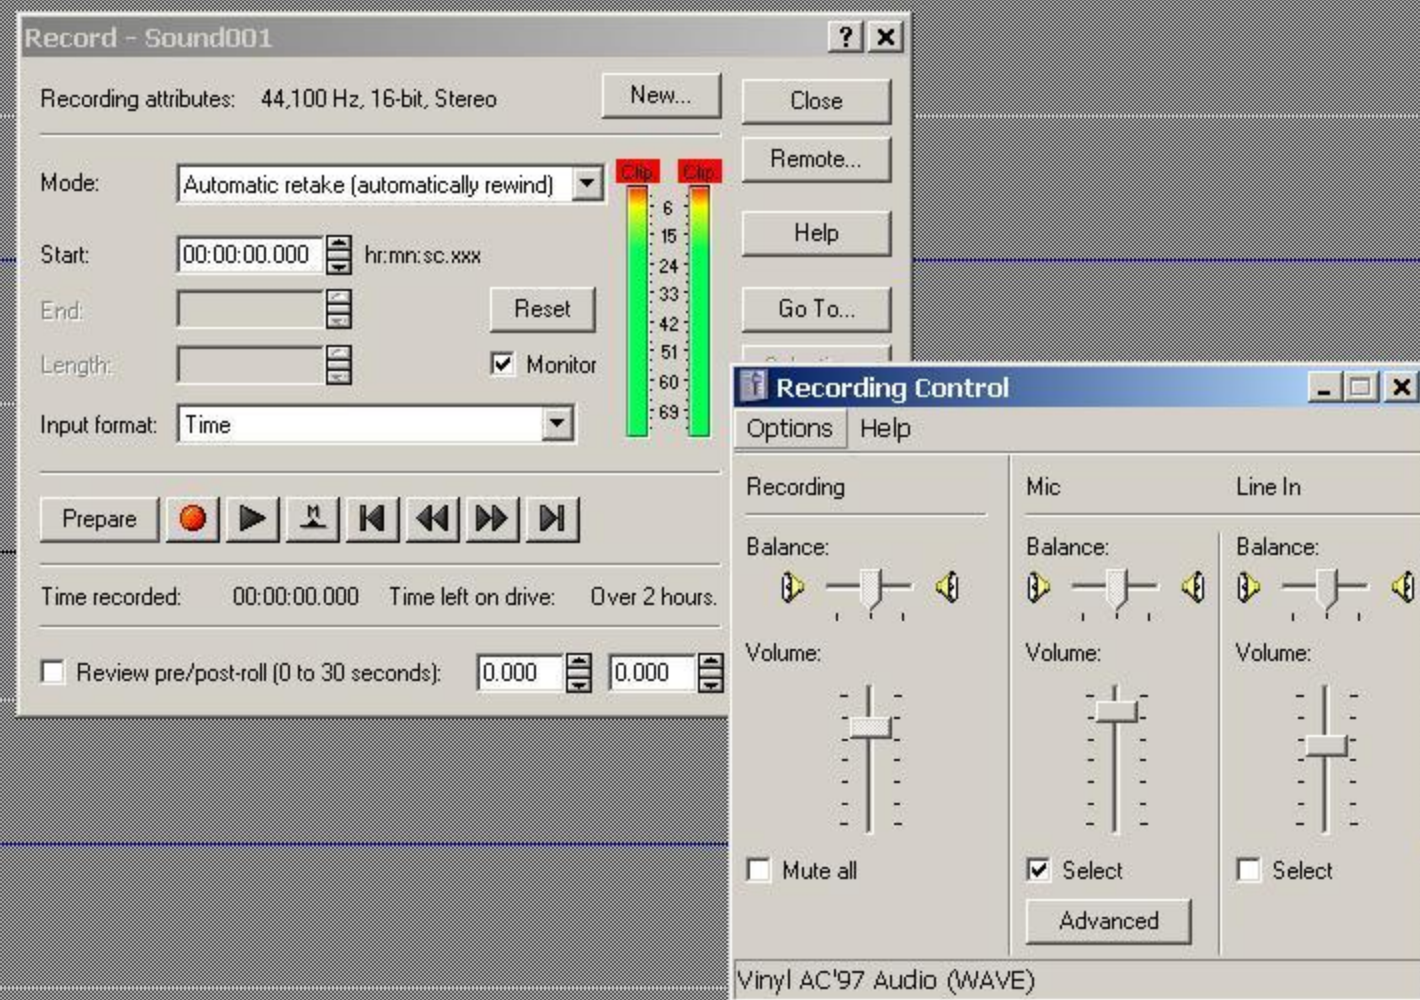 Record - Sound001
Recording attributes: 44,100 Hz, 16-bit, Stereo
New...
Close
Remote...
Mode: Automatic retake (automatically rewind)
Clip Clip
6
15
24
33
42
51
60
69
Help
Start: 00:00:00.000 hr:mn:sc.xxx
End:
Reset
Go To...
Length:
Monitor
Input format: Time
Prepare
M
Time recorded: 00:00:00.000 Time left on drive: Over 2 hours.
Review pre/post-roll (0 to 30 seconds): 0.000 0.000
Recording Control
Options Help
Recording Mic Line In
Balance: Balance: Balance:
Volume: Volume: Volume:
Mute all Select Select
Advanced
Vinyl AC'97 Audio (WAVE)